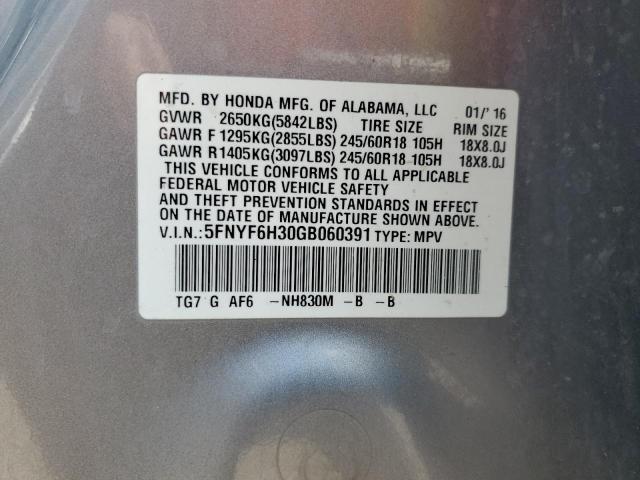 MFD. BY HONDA MFG. OF ALABAMA, LLC 01/'16
GVWR 2650KG(5842LBS) TIRE SIZE RIM SIZE
GAWR F 1295KG(2855LBS) 245/60R18 105H 18X8.0J
GAWR R 1405KG(3097LBS) 245/60R18 105H 18X8.0J
THIS VEHICLE CONFORMS TO ALL APPLICABLE
FEDERAL MOTOR VEHICLE SAFETY
AND THEFT PREVENTION STANDARDS IN EFFECT
ON THE DATE OF MANUFACTURE SHOWN ABOVE.
V.I.N.:5FNYF6H30GB060391 TYPE: MPV
TG7 G AF6 -NH830M -B -B